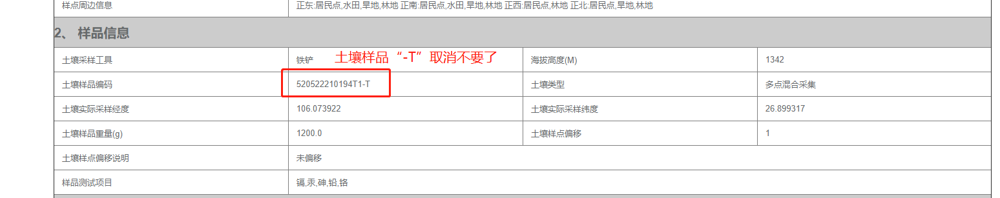 样点周边信息 正东:居民点,水田,旱地,林地 正南:居民点,水田,旱地,林地 正西:居民点,林地 正北:居民点,旱地,林地
2、 样品信息
土壤采样工具 铁铲 土壤样品“-T”取消不要了 海拔高度(M) 1342
土壤样品编码 520522210194T1-T 土壤类型 多点混合采集
土壤实际采样经度 106.073922 土壤实际采样纬度 26.899317
土壤样品重量(g) 1200.0 土壤样点偏移 1
土壤样点偏移说明 未偏移
样品测试项目 镉,汞,砷,铅,铬